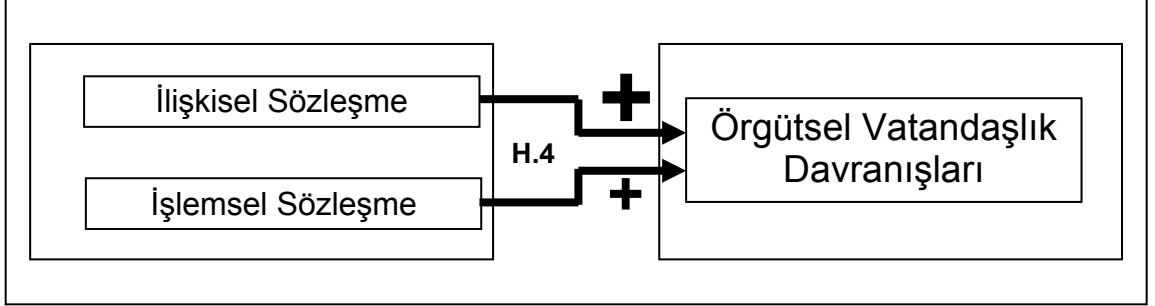 İlişkisel Sözleşme
+
H.4
Örgütsel Vatandaşlık
Davranışları
İşlemsel Sözleşme
+